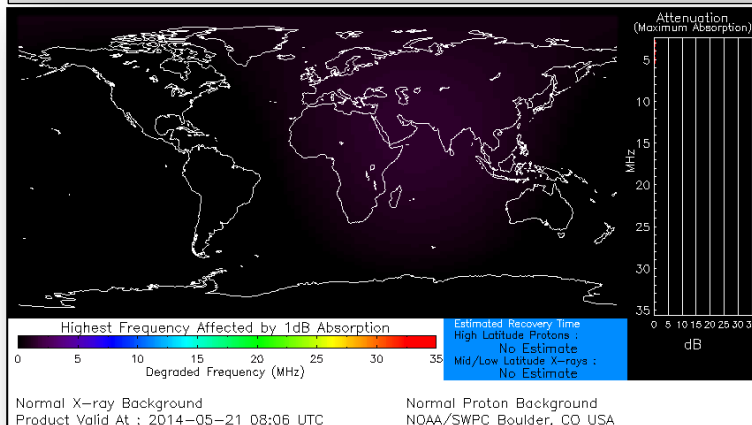 Attenuation
(Maximum Absorption)
5
10
15
20
25
30
35
MHz
0 5 10 15 20 25 30
dB
Highest Frequency Affected by 1dB Absorption
0 5 10 15 20 25 30 35
Degraded Frequency (MHz)
Estimated Recovery Time
High Latitude Protons :
No Estimate
Mid/Low Latitude X-rays :
No Estimate
Normal X-ray Background
Product Valid At : 2014-05-21 08:06 UTC
Normal Proton Background
NOAA/SWPC Boulder, CO USA